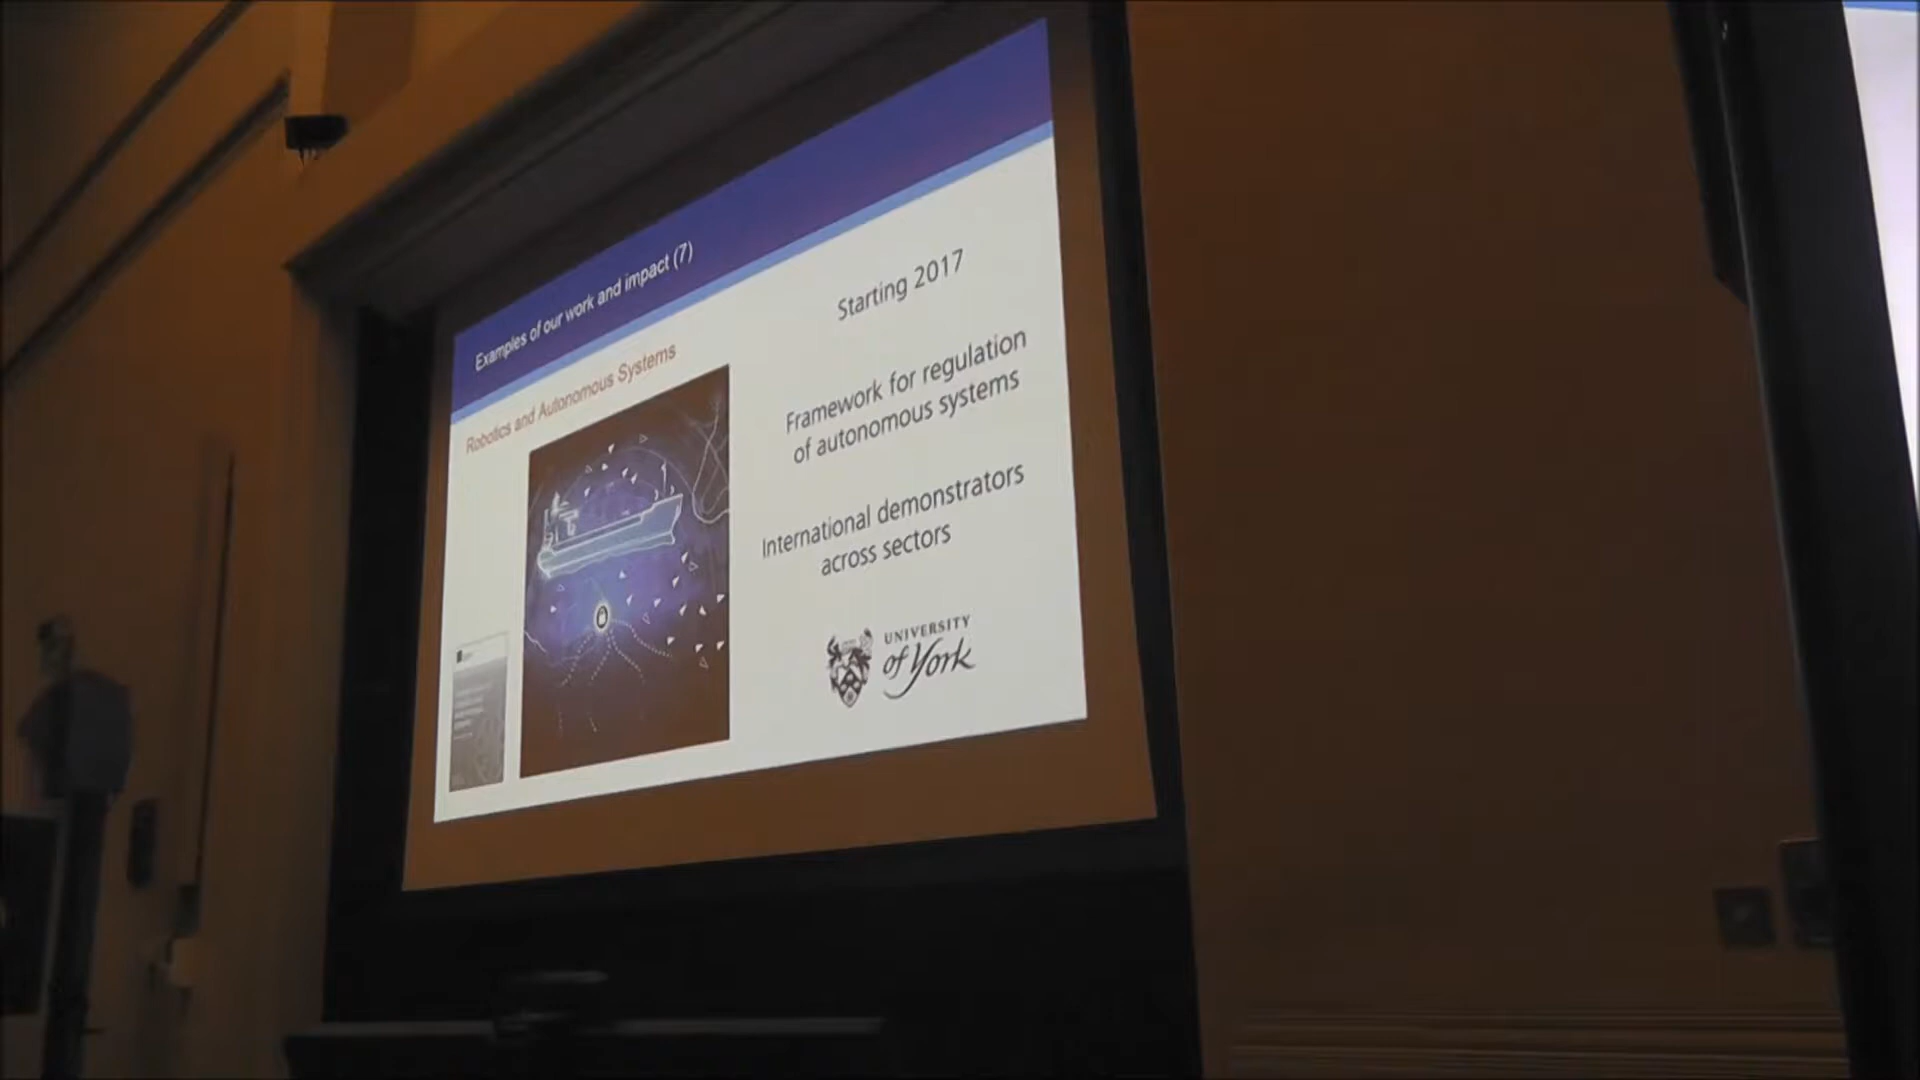 Examples of our work and impact (7)
Robotics and Autonomous Systems
Starting 2017
Framework for regulation
of autonomous systems
International demonstrators
across sectors
UNIVERSITY
of York